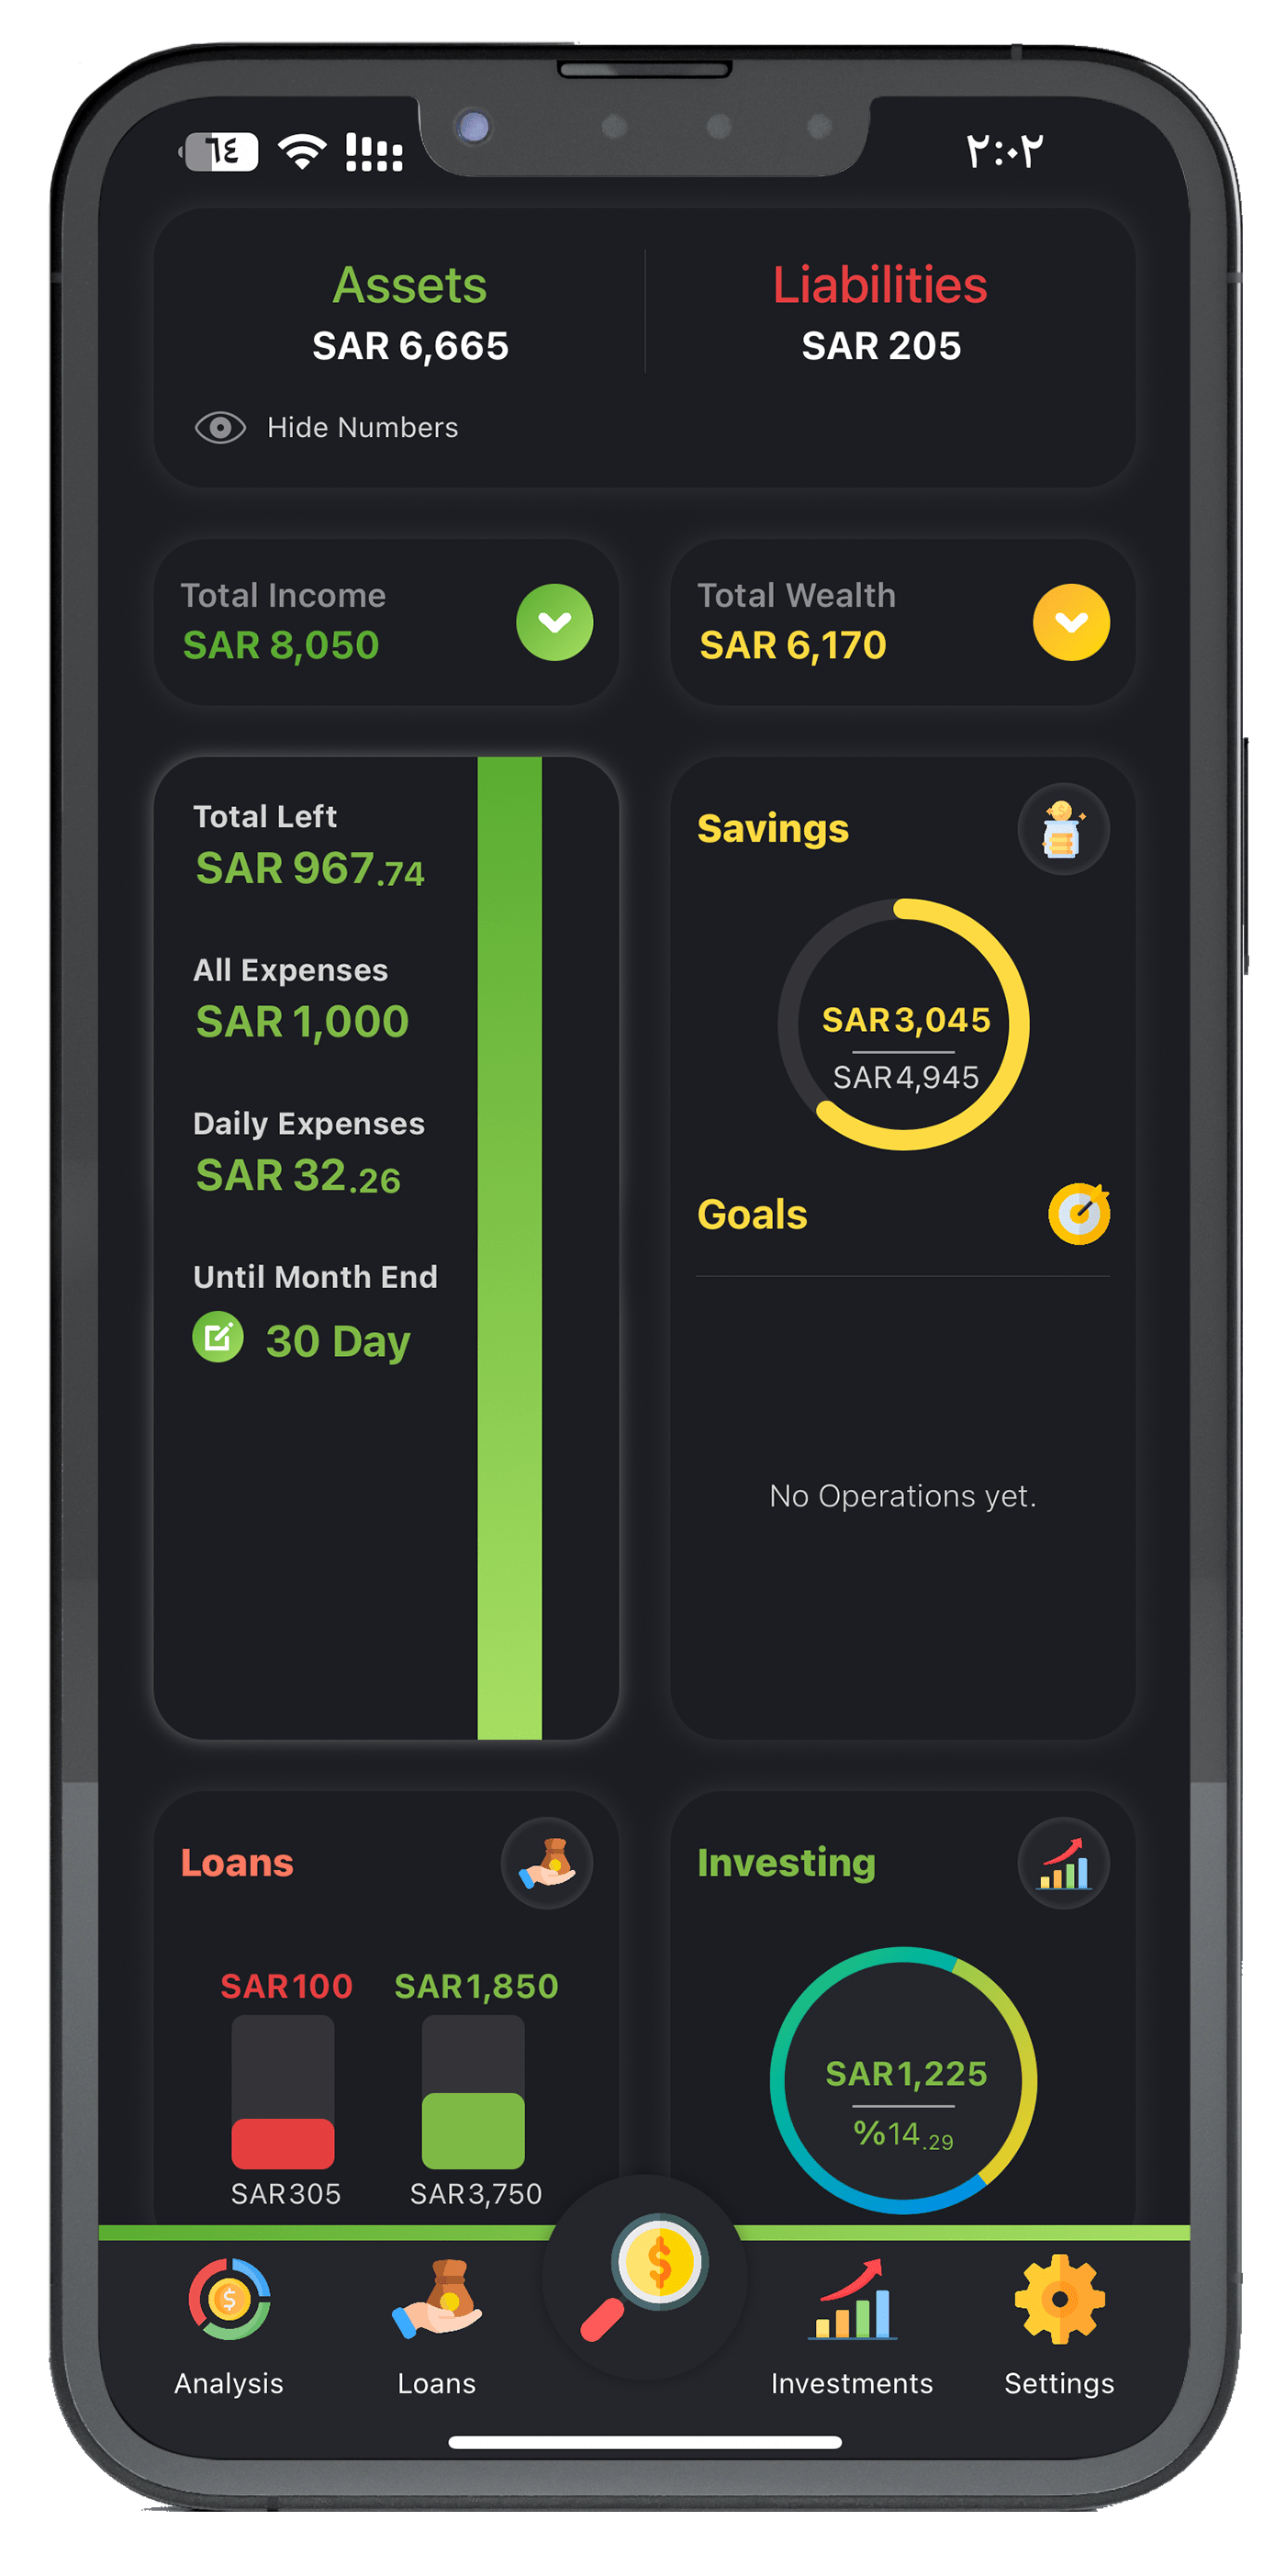 ٦٤
٢:٠٢
Assets
SAR 6,665
Liabilities
SAR 205
Hide Numbers
Total Income
SAR 8,050
Total Wealth
SAR 6,170
Total Left
SAR 967.74
All Expenses
SAR 1,000
Daily Expenses
SAR 32.26
Until Month End
30 Day
Savings
SAR 3,045
SAR 4,945
Goals
No Operations yet.
Loans
SAR 100
SAR 1,850
SAR 305
SAR 3,750
Investing
SAR 1,225
%14.29
Analysis
Loans
Investments
Settings